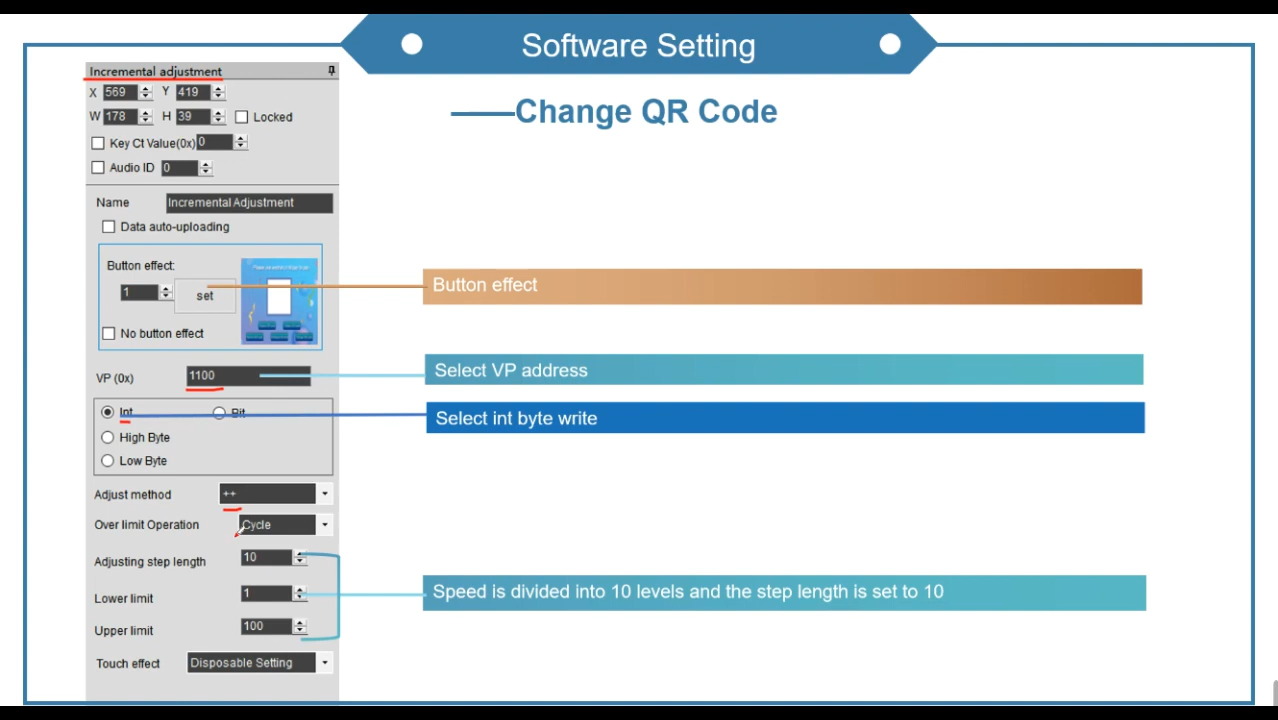 Software Setting
——Change QR Code
Incremental adjustment
X 569 Y 419
W 178 H 39 Locked
Key Ct Value(0x) 0
Audio ID 0
Name Incremental Adjustment
Data auto-uploading
Button effect:
1 set
No button effect
Button effect
VP (0x) 1100
Select VP address
Int Bit
Select int byte write
High Byte
Low Byte
Adjust method ++
Over limit Operation Cycle
Adjusting step length 10
Lower limit 1
Speed is divided into 10 levels and the step length is set to 10
Upper limit 100
Touch effect Disposable Setting